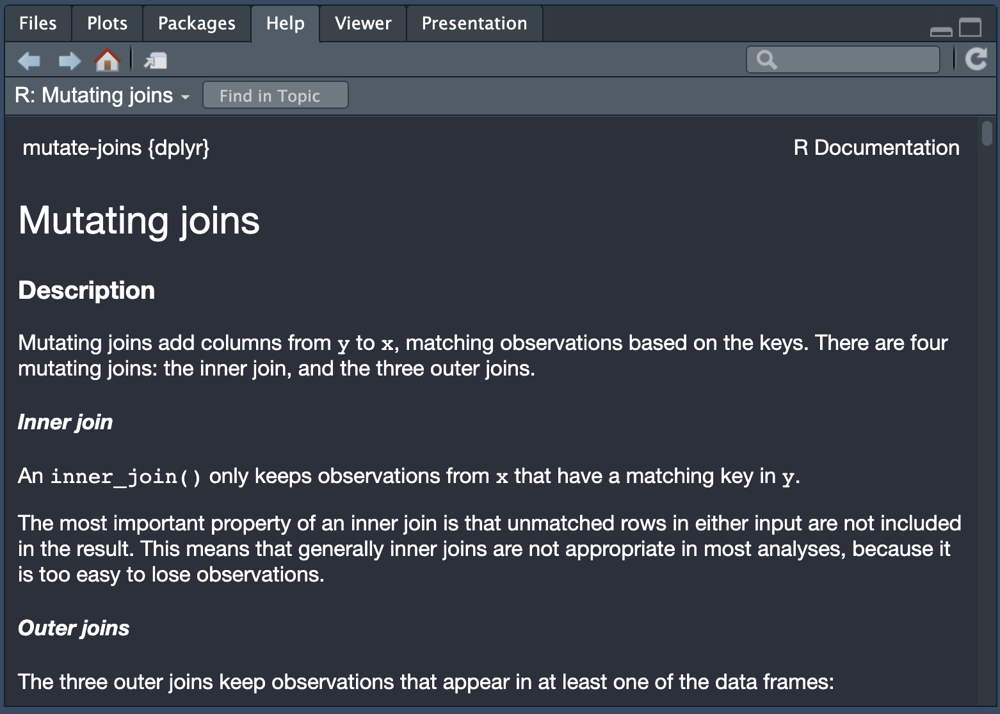 Files Plots Packages Help Viewer Presentation
R: Mutating joins Find in Topic
mutate-joins {dplyr} R Documentation
Mutating joins
Description
Mutating joins add columns from y to x, matching observations based on the keys. There are four
mutating joins: the inner join, and the three outer joins.
Inner join
An inner_join() only keeps observations from x that have a matching key in y.
The most important property of an inner join is that unmatched rows in either input are not included
in the result. This means that generally inner joins are not appropriate in most analyses, because it
is too easy to lose observations.
Outer joins
The three outer joins keep observations that appear in at least one of the data frames: